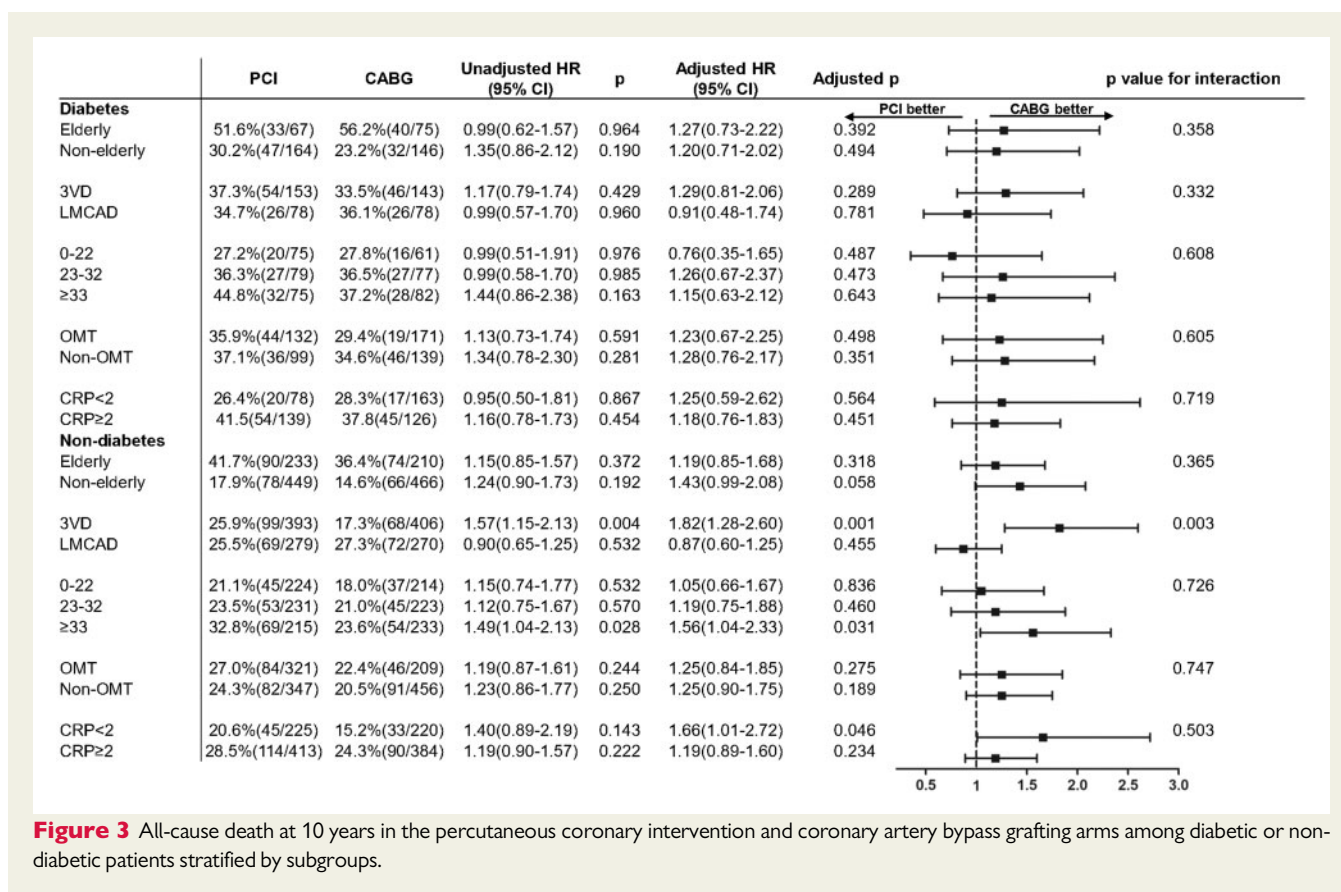 PCI CABG Unadjusted HR (95% CI) p Adjusted HR (95% CI) Adjusted p p value for interaction
Diabetes PCI better CABG better
Elderly 51.6%(33/67) 56.2%(40/75) 0.99(0.62-1.57) 0.964 1.27(0.73-2.22) 0.392 0.358
Non-elderly 30.2%(47/164) 23.2%(32/146) 1.35(0.86-2.12) 0.190 1.20(0.71-2.02) 0.494
3VD 37.3%(54/153) 33.5%(46/143) 1.17(0.79-1.74) 0.429 1.29(0.81-2.06) 0.289 0.332
LMCAD 34.7%(26/78) 36.1%(26/78) 0.99(0.57-1.70) 0.960 0.91(0.48-1.74) 0.781
0-22 27.2%(20/75) 27.8%(16/61) 0.99(0.51-1.91) 0.976 0.76(0.35-1.65) 0.487 0.608
23-32 36.3%(27/79) 36.5%(27/77) 0.99(0.58-1.70) 0.985 1.26(0.67-2.37) 0.473
≥33 44.8%(32/75) 37.2%(28/82) 1.44(0.86-2.38) 0.163 1.15(0.63-2.12) 0.643
OMT 35.9%(44/132) 29.4%(19/171) 1.13(0.73-1.74) 0.591 1.23(0.67-2.25) 0.498 0.605
Non-OMT 37.1%(36/99) 34.6%(46/139) 1.34(0.78-2.30) 0.281 1.28(0.76-2.17) 0.351
CRP<2 26.4%(20/78) 28.3%(17/163) 0.95(0.50-1.81) 0.867 1.25(0.59-2.62) 0.564 0.719
CRP≥2 41.5(54/139) 37.8(45/126) 1.16(0.78-1.73) 0.454 1.18(0.76-1.83) 0.451
Non-diabetes
Elderly 41.7%(90/233) 36.4%(74/210) 1.15(0.85-1.57) 0.372 1.19(0.85-1.68) 0.318 0.365
Non-elderly 17.9%(78/449) 14.6%(66/466) 1.24(0.90-1.73) 0.192 1.43(0.99-2.08) 0.058
3VD 25.9%(99/393) 17.3%(68/406) 1.57(1.15-2.13) 0.004 1.82(1.28-2.60) 0.001 0.003
LMCAD 25.5%(69/279) 27.3%(72/270) 0.90(0.65-1.25) 0.532 0.87(0.60-1.25) 0.455
0-22 21.1%(45/224) 18.0%(37/214) 1.15(0.74-1.77) 0.532 1.05(0.66-1.67) 0.836 0.726
23-32 23.5%(53/231) 21.0%(45/223) 1.12(0.75-1.67) 0.570 1.19(0.75-1.88) 0.460
≥33 32.8%(69/215) 23.6%(54/233) 1.49(1.04-2.13) 0.028 1.56(1.04-2.33) 0.031
OMT 27.0%(84/321) 22.4%(46/209) 1.19(0.87-1.61) 0.244 1.25(0.84-1.85) 0.275 0.747
Non-OMT 24.3%(82/347) 20.5%(91/456) 1.23(0.86-1.77) 0.250 1.25(0.90-1.75) 0.189
CRP<2 20.6%(45/225) 15.2%(33/220) 1.40(0.89-2.19) 0.143 1.66(1.01-2.72) 0.046 0.503
CRP≥2 28.5%(114/413) 24.3%(90/384) 1.19(0.90-1.57) 0.222 1.19(0.89-1.60) 0.234
0.5 1 1.5 2.0 2.5 3.0
Figure 3 All-cause death at 10 years in the percutaneous coronary intervention and coronary artery bypass grafting arms among diabetic or non-
diabetic patients stratified by subgroups.